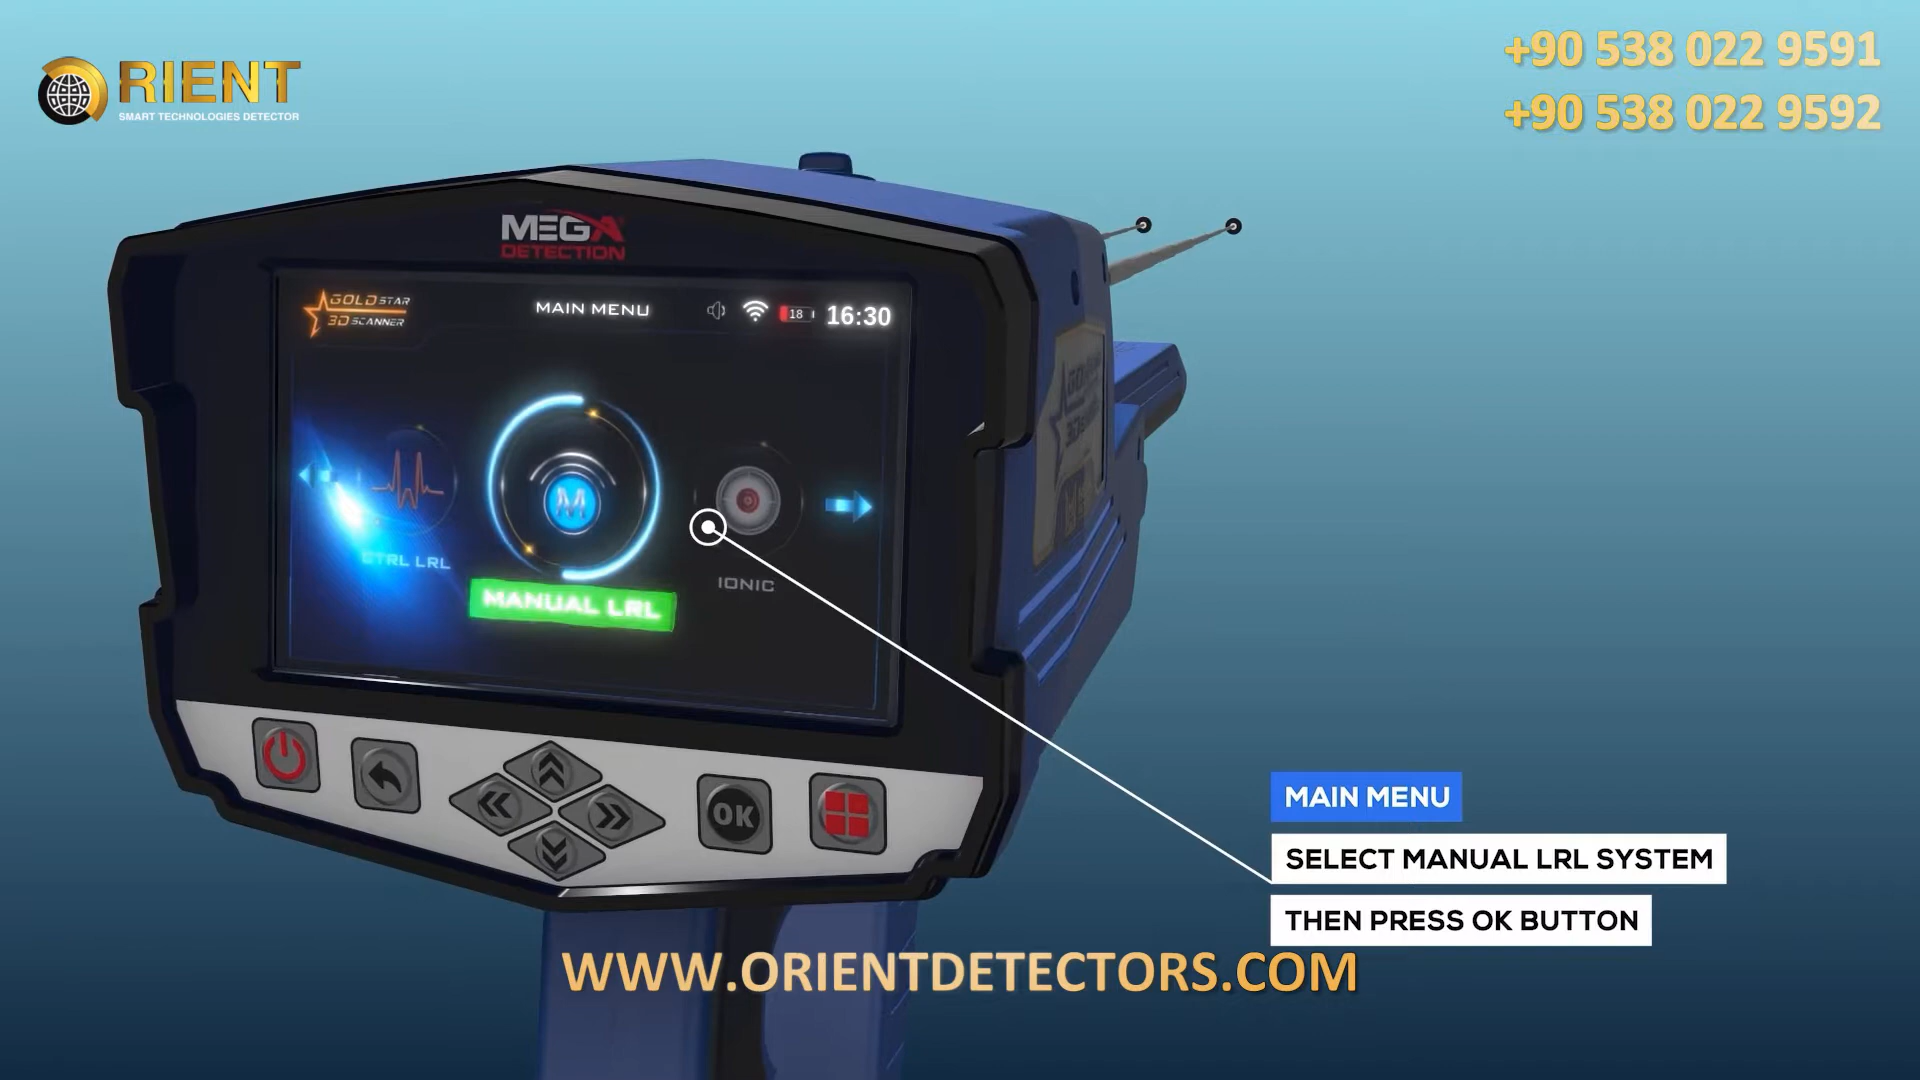 ORIENT
SMART TECHNOLOGIES DETECTOR
+90 538 022 9591
+90 538 022 9592
MEGA
DETECTION
GOLD STAR
3D SCANNER
MAIN MENU
18
16:30
M
CTRL LRL
MANUAL LRL
IONIC
OK
MAIN MENU
SELECT MANUAL LRL SYSTEM
THEN PRESS OK BUTTON
WWW.ORIENTDETECTORS.COM